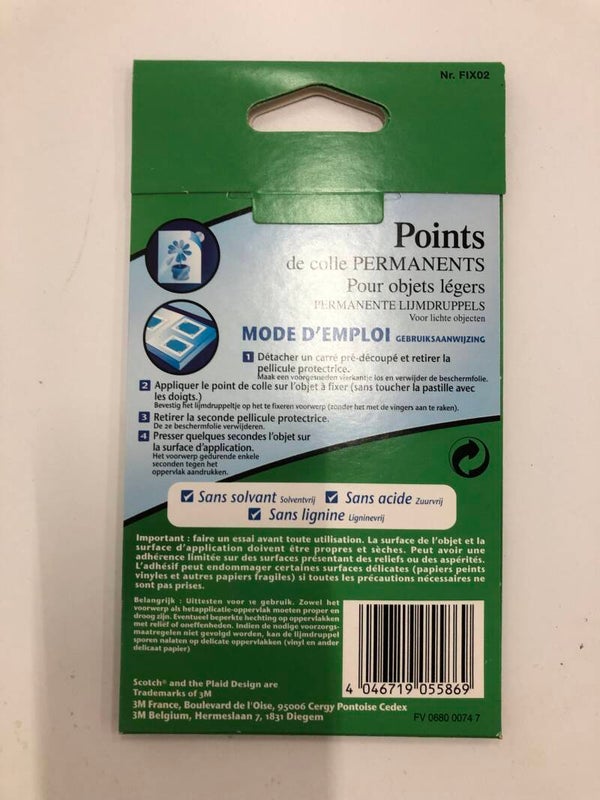 Nr. FIX02
Points
de colle PERMANENTS
Pour objets légers
PERMANENTE LIJMDRUPPELS
Voor lichte objecten
MODE D'EMPLOI GEBRUIKSAANWIJZING
1 Détacher un carré pré-découpé et retirer la
pellicule protectrice.
Maak een voorgesneden vierkantje los en verwijder de beschermfolie.
2 Appliquer le point de colle sur l'objet à fixer (sans toucher la pastille avec
les doigts.)
Bevestig het lijmdruppeltje op het te fixeren voorwerp (zonder het met de vingers aan te raken).
3 Retirer la seconde pellicule protectrice.
De 2e beschermfolie verwijderen.
4 Presser quelques secondes l'objet sur
la surface d'application.
Het voorwerp gedurende enkele
seconden tegen het
oppervlak aandrukken.
Sans solvant Solventvrij Sans acide Zuurvrij
Sans lignine Ligninevrij
Important : faire un essai avant toute utilisation. La surface de l'objet et la
surface d'application doivent être propres et sèches. Peut avoir une
adhérence limitée sur des surfaces présentant des reliefs ou des aspérités.
L'adhésif peut endommager certaines surfaces délicates (papiers peints
vinyles et autres papiers fragiles) si toutes les précautions nécessaires ne
sont pas prises.
Belangrijk : Uittesten voor 1e gebruik. Zowel het
voorwerp als hetapplicatie-oppervlak moeten proper en
droog zijn. Eventueel beperkte hechting op oppervlakken
met reliëf of oneffenheden. Indien de nodige voorzorgs-
maatregelen niet gevolgd worden, kan de lijmdruppel
sporen nalaten op delicate oppervlakken (vinyl en ander
delicaat papier)
4 046719 055869
Scotch® and the Plaid Design are
Trademarks of 3M
3M France, Boulevard de l'Oise, 95006 Cergy Pontoise Cedex
3M Belgium, Hermeslaan 7, 1831 Diegem
FV 0680 0074 7